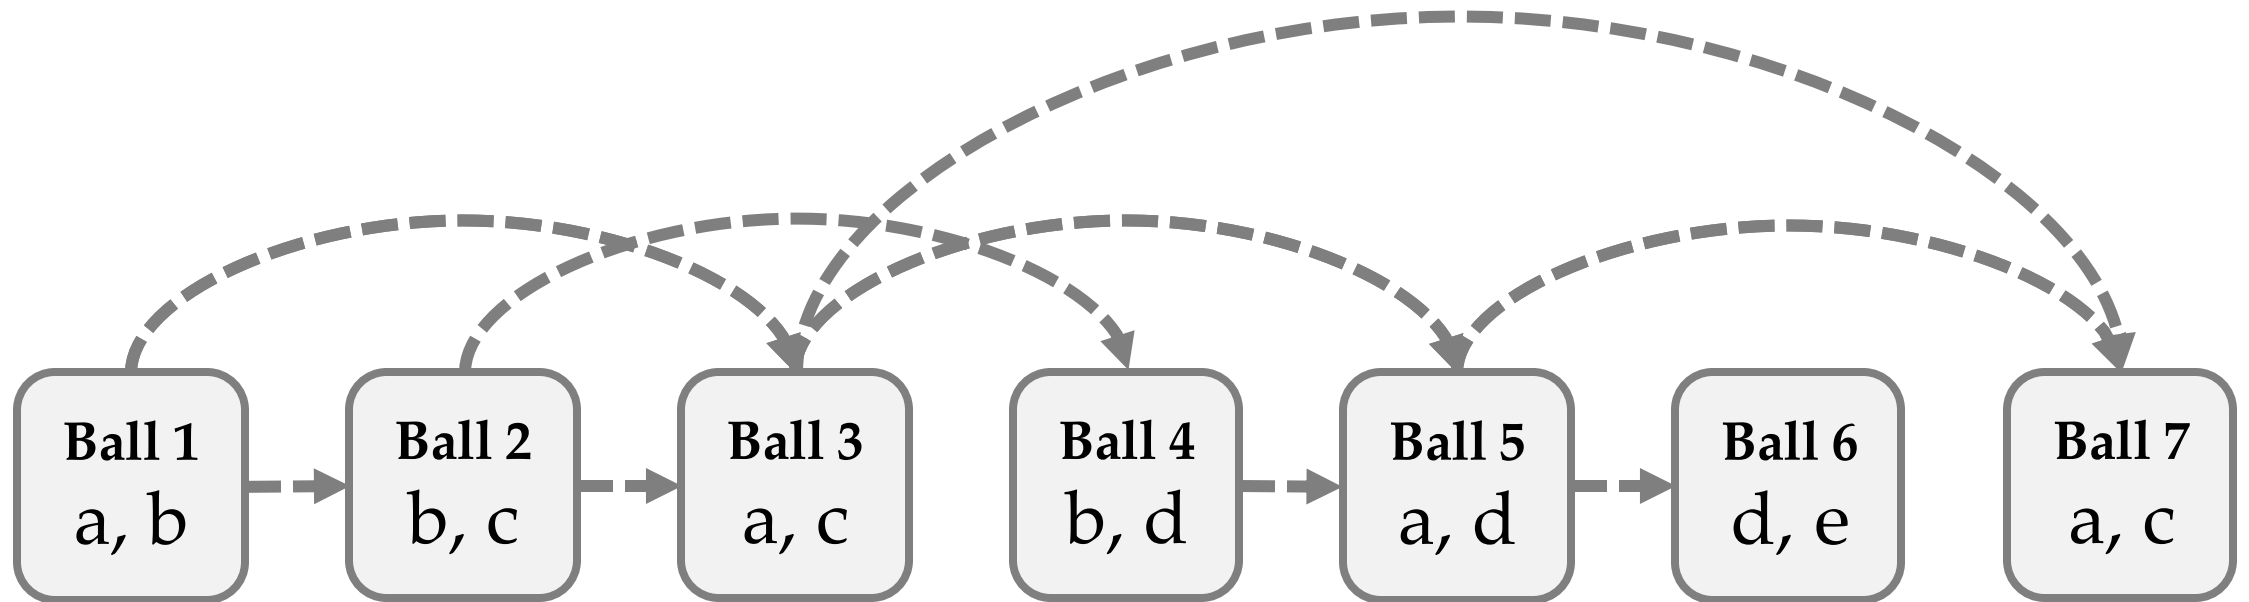 Ball 1
a, b
Ball 2
b, c
Ball 3
a, c
Ball 4
b, d
Ball 5
a, d
Ball 6
d, e
Ball 7
a, c